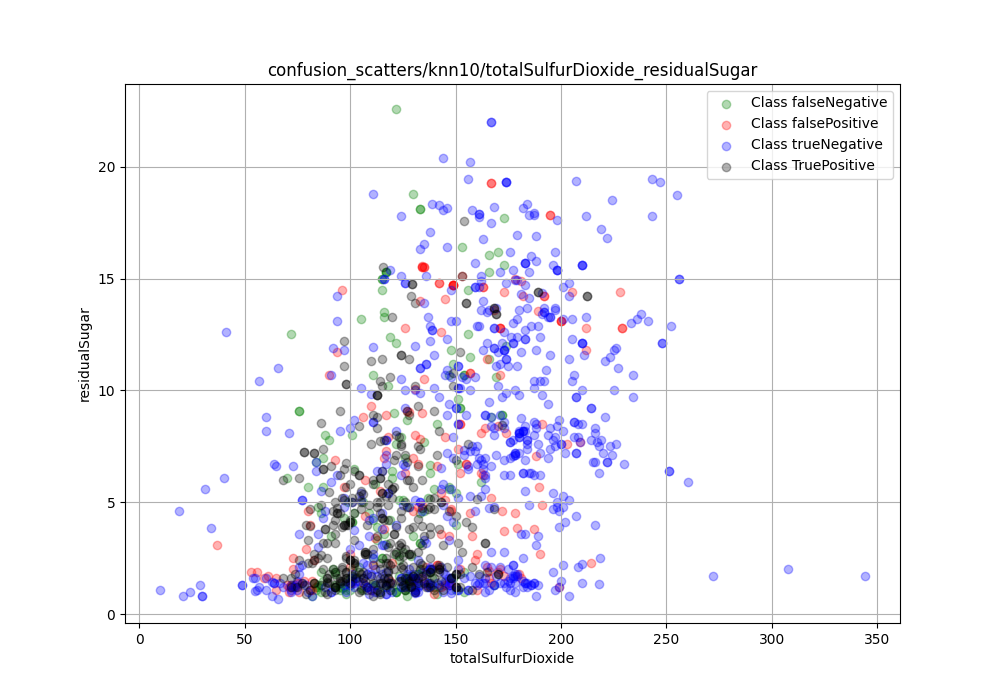 confusion_scatters/knn10/totalSulfurDioxide_residualSugar
Class falseNegative
Class falsePositive
Class trueNegative
Class TruePositive
residualSugar
20
15
10
5
0
0 50 100 150 200 250 300 350
totalSulfurDioxide